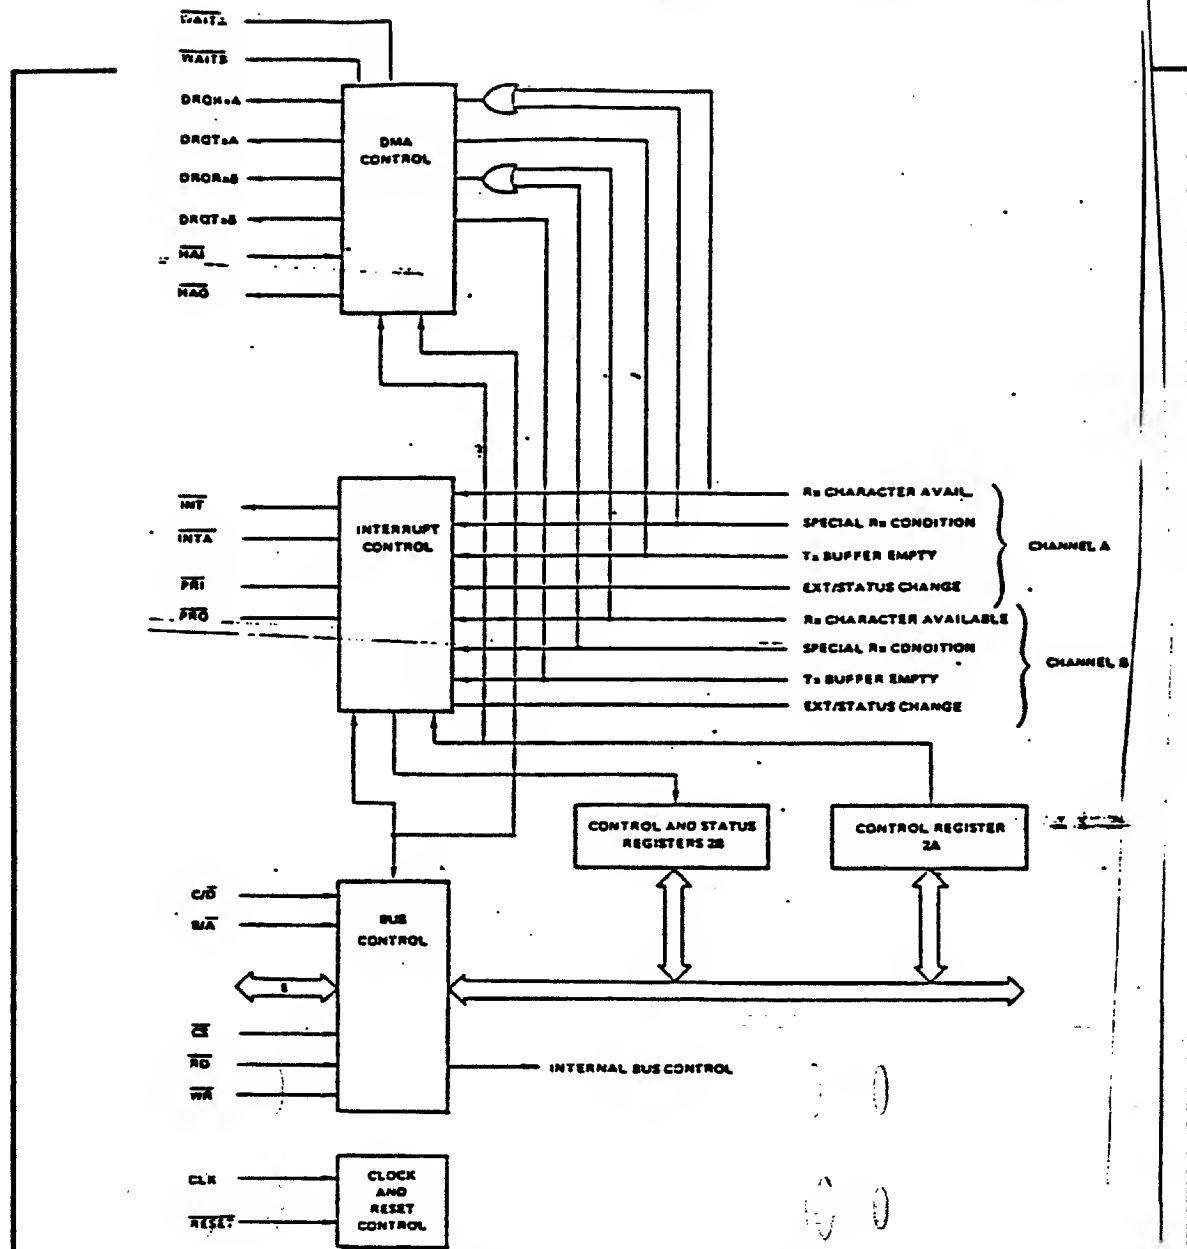 WAITA
WAITB
DRQRxA
DRQTxA
DRQRxB
DRQTxB
HAI
HAO
DMA
CONTROL
INT
INTA
PRI
PRO
INTERRUPT
CONTROL
Rx CHARACTER AVAIL.
SPECIAL Rx CONDITION
Tx BUFFER EMPTY
EXT/STATUS CHANGE
CHANNEL A
Rx CHARACTER AVAILABLE
SPECIAL Rx CONDITION
Tx BUFFER EMPTY
EXT/STATUS CHANGE
CHANNEL B
CONTROL AND STATUS
REGISTERS 2B
CONTROL REGISTER
2A
C/D
B/A
BUS
CONTROL
8
CS
RD
WR
INTERNAL BUS CONTROL
CLK
RESET
CLOCK
AND
RESET
CONTROL